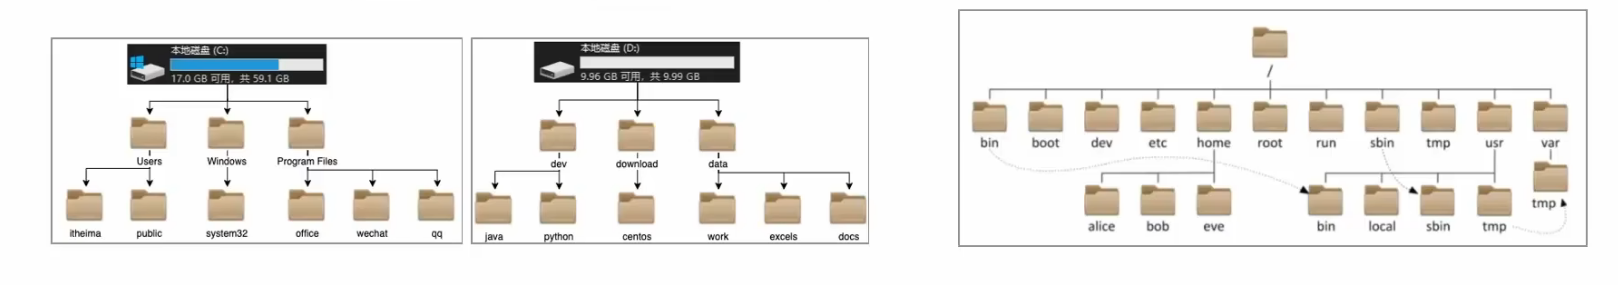 本地磁盘 (C:)
17.0 GB 可用，共 59.1 GB
Users Windows Program Files
itheima public system32 office wechat qq
本地磁盘 (D:)
9.96 GB 可用，共 9.99 GB
dev download data
java python centos work excels docs
/
bin boot dev etc home root run sbin tmp usr var
tmp
alice bob eve bin local sbin tmp